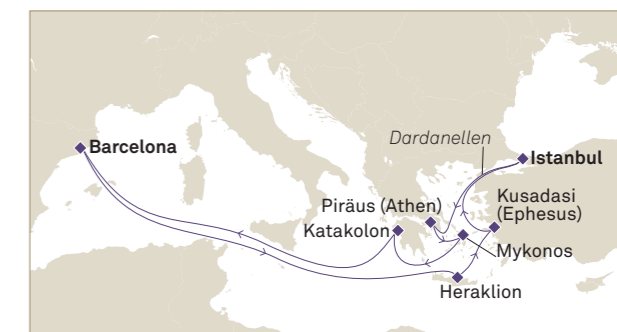 Dardanellen
Barcelona
Istanbul
Kusadasi
(Ephesus)
Piräus (Athen)
Katakolon
Mykonos
Heraklion